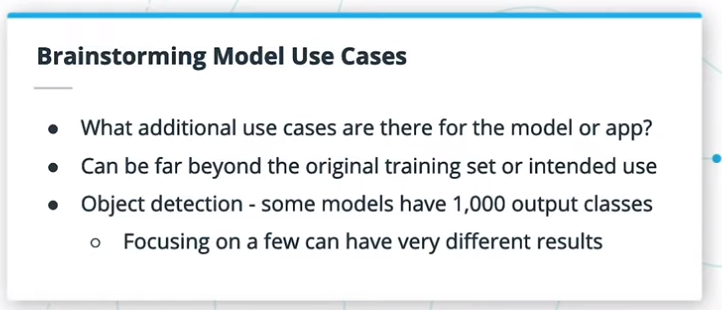 Brainstorming Model Use Cases
● What additional use cases are there for the model or app?
● Can be far beyond the original training set or intended use
● Object detection - some models have 1,000 output classes
○ Focusing on a few can have very different results